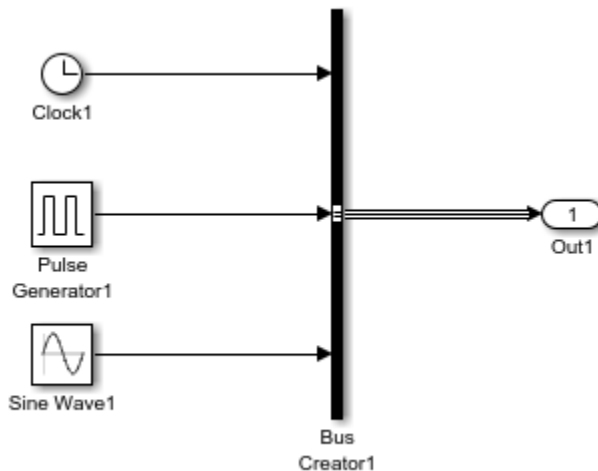 Clock1
Pulse
Generator1
1
Out1
Sine Wave1
Bus
Creator1